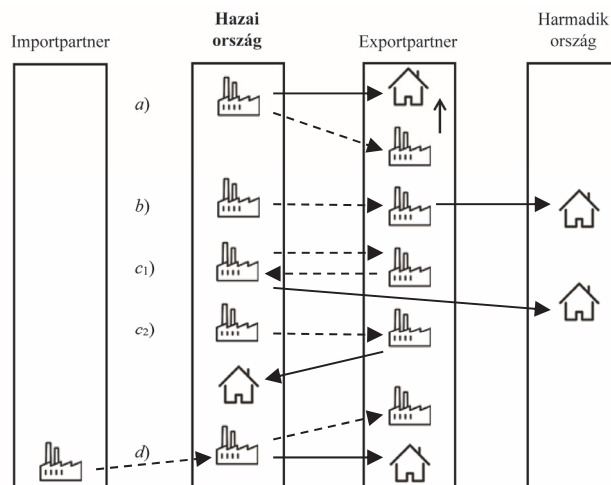 Importpartner
Hazai
ország
Exportpartner
Harmadik
ország
a)
b)
c₁)
c₂)
d)